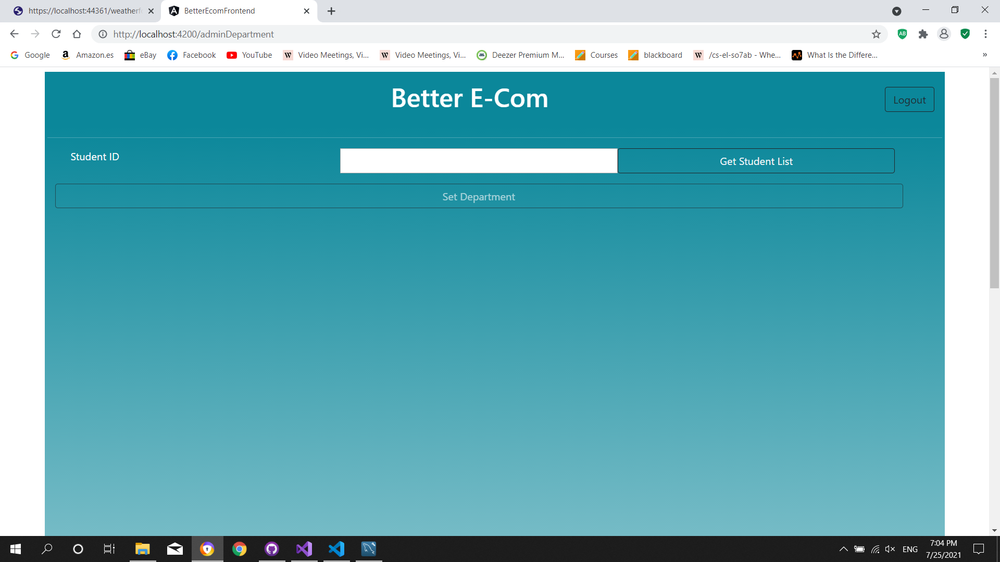 https://localhost:44361/weatherf
BetterEcomFrontend
http://localhost:4200/adminDepartment
AB
Google
Amazon.es
eBay
Facebook
YouTube
Video Meetings, Vi...
Video Meetings, Vi...
Deezer Premium M...
Courses
blackboard
/cs-el-so7ab - Whe...
What Is the Differe...
»
Better E-Com
Logout
Student ID
Get Student List
Set Department
ENG
7:04 PM
7/25/2021